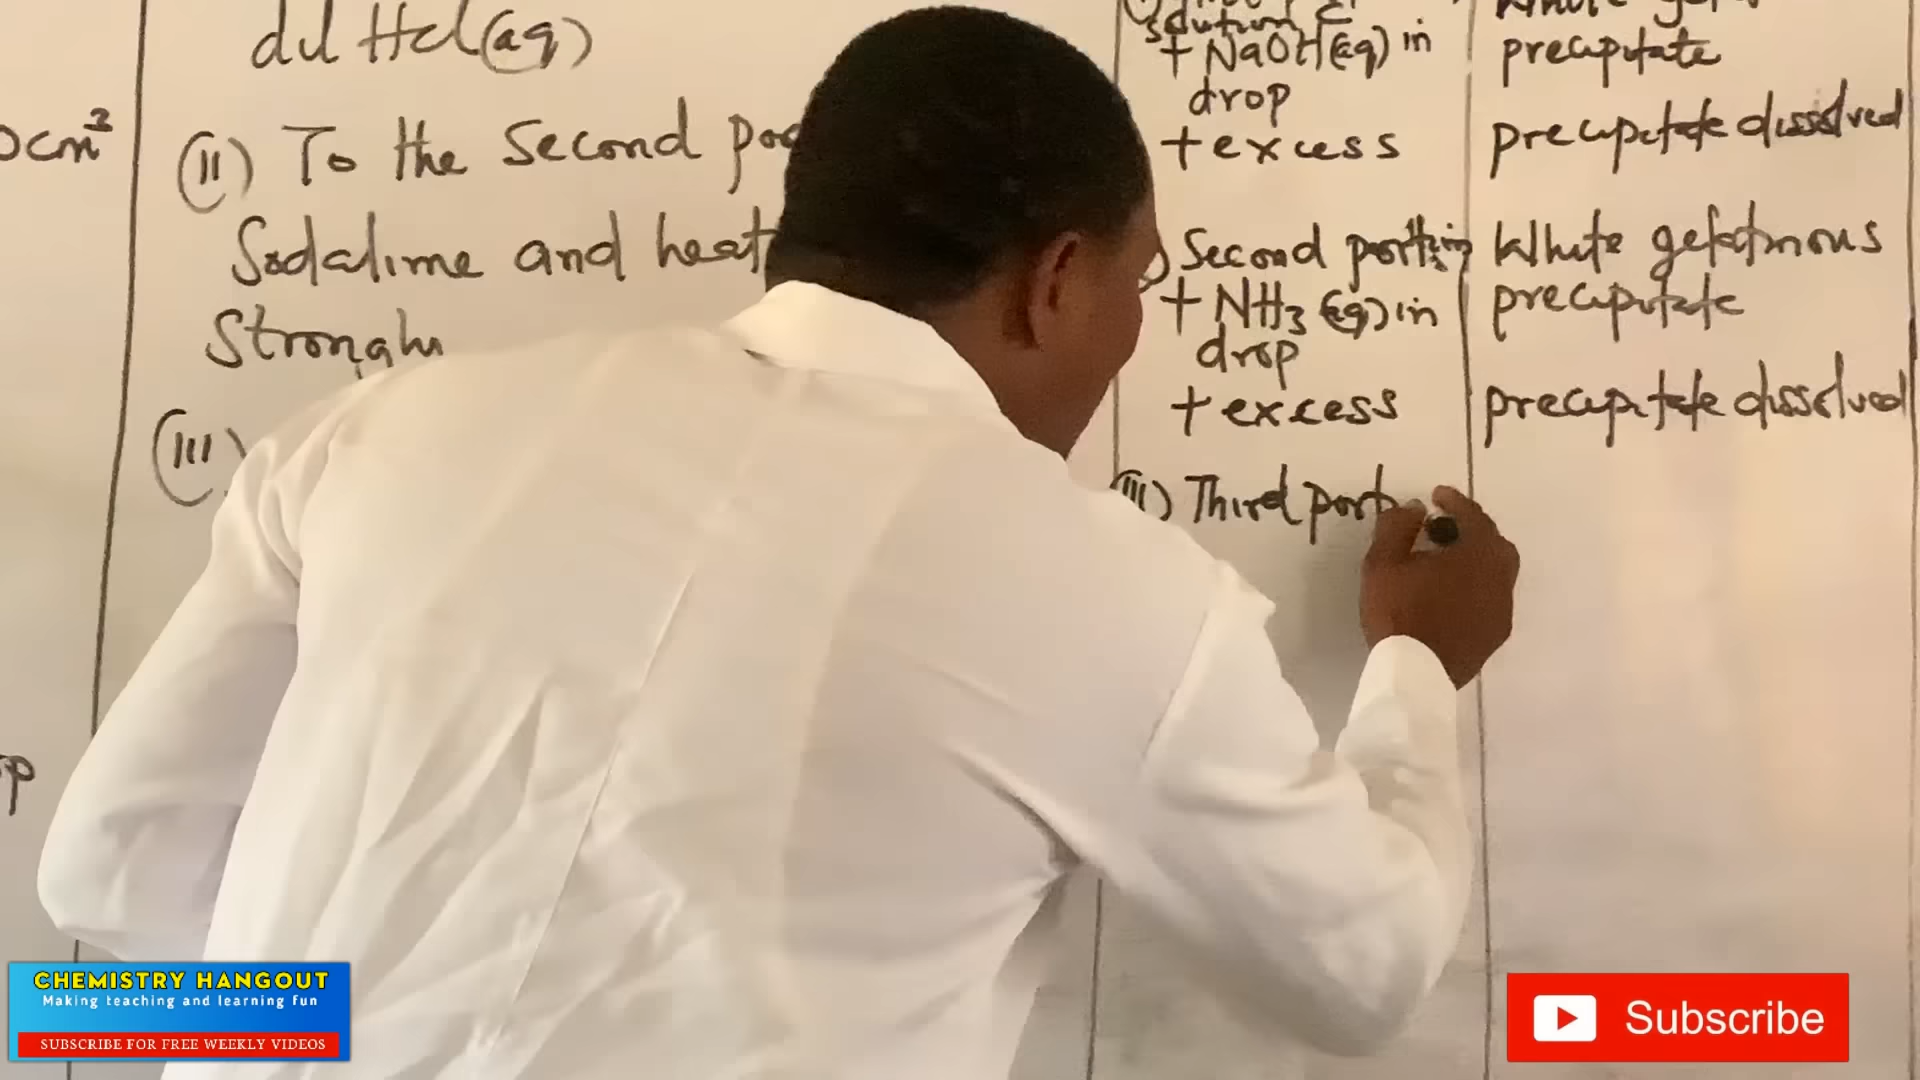 dil Hcl(aq)
cm³
(II) To the Second
Sodalime and heat
Strongly
(III)
solution
+ NaOH(aq) in
drop
+ excess
White
precipitate
precipitate dissolved
Second portion
+ NH₃(aq) in
drop
+ excess
White gelatinous
precipitate
precipitate dissolved
(III) Third port
CHEMISTRY HANGOUT
Making teaching and learning fun
SUBSCRIBE FOR FREE WEEKLY VIDEOS
Subscribe